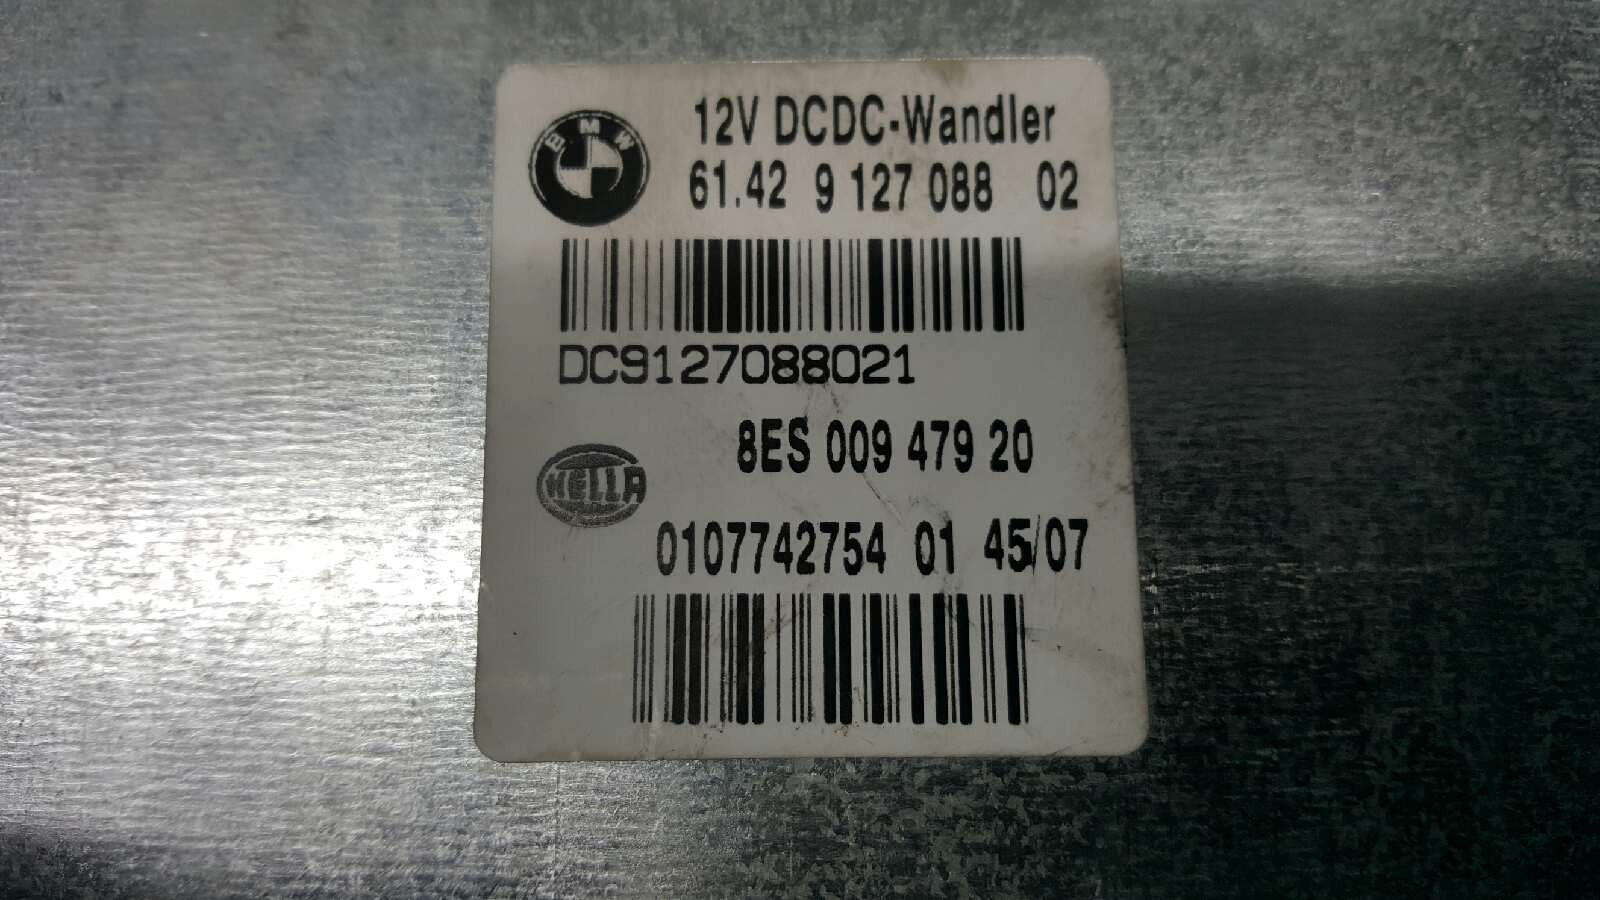 BMW
12V DCDC-Wandler
61.42 9 127 088 02
DC9127088021
8ES 009 479 20
HELLA
0107742754 01 45/07